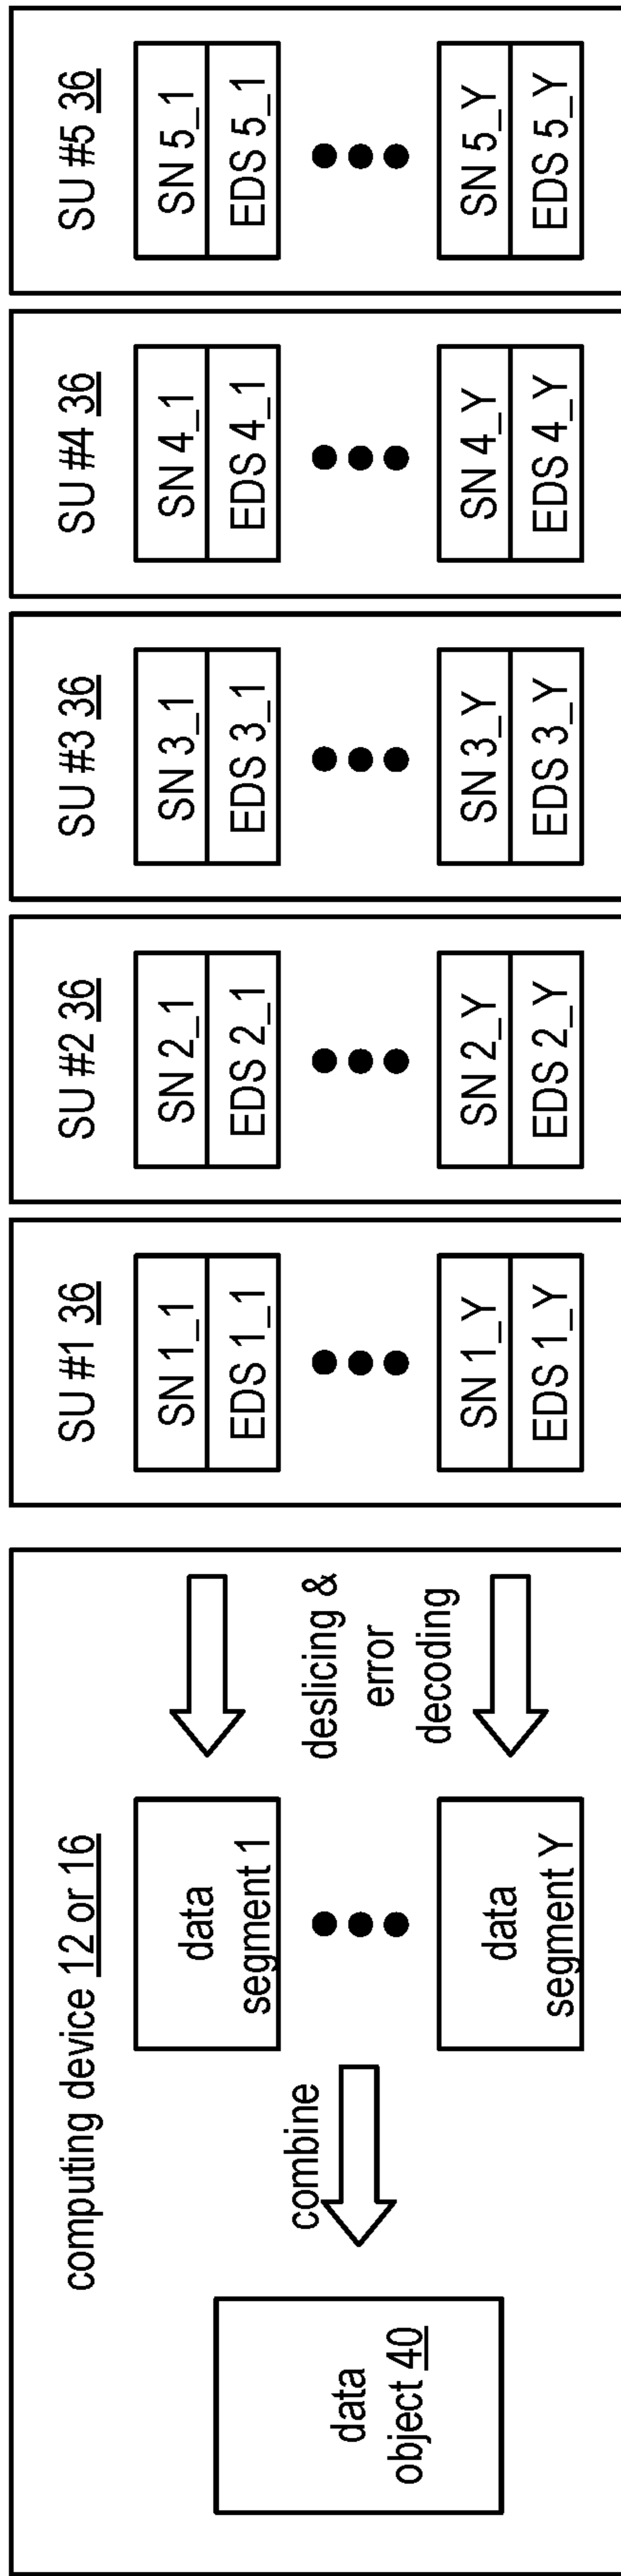 computing device 12 or 16
data
object 40
combine
data
segment 1
data
segment Y
deslicing &
error
decoding
SU #1 36
SN 1_1
EDS 1_1
SN 1_Y
EDS 1_Y
SU #2 36
SN 2_1
EDS 2_1
SN 2_Y
EDS 2_Y
SU #3 36
SN 3_1
EDS 3_1
SN 3_Y
EDS 3_Y
SU #4 36
SN 4_1
EDS 4_1
SN 4_Y
EDS 4_Y
SU #5 36
SN 5_1
EDS 5_1
SN 5_Y
EDS 5_Y